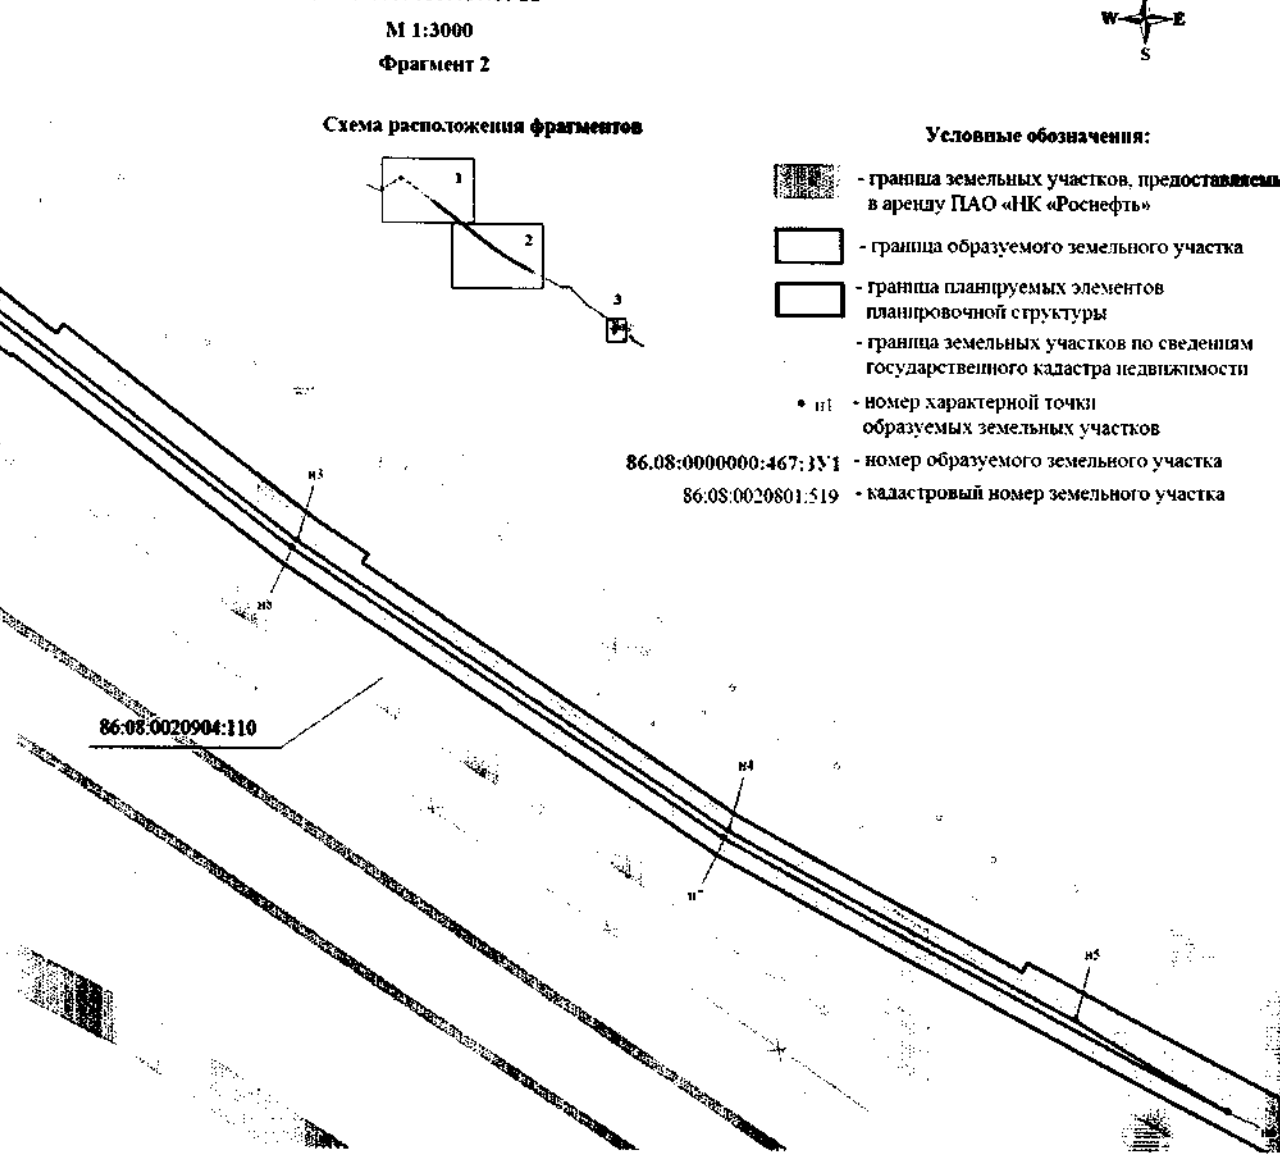 М 1:3000
Фрагмент 2
W E
S
Схема расположения фрагментов
1
2
3
Условные обозначения:
- граница земельных участков, предоставляемы
в аренду ПАО «НК «Роснефть»
- граница образуемого земельного участка
- граница планируемых элементов
планировочной структуры
- граница земельных участков по сведениям
государственного кадастра недвижимости
• н1 - номер характерной точки
образуемых земельных участков
86.08:0000000:467:ЗУ1 - номер образуемого земельного участка
86:08:0020801:519 - кадастровый номер земельного участка
н3
86:08:0020904:110
н4
н5